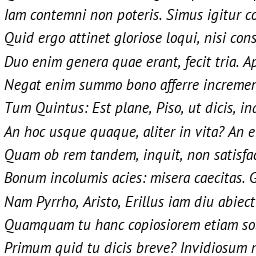 Iam contemni non poteris. Simus igitur co
Quid ergo attinet gloriose loqui, nisi cons
Duo enim genera quae erant, fecit tria. Ap
Negat enim summo bono afferre incremen
Tum Quintus: Est plane, Piso, ut dicis, inq
An hoc usque quaque, aliter in vita? An e
Quam ob rem tandem, inquit, non satisfac
Bonum incolumis acies: misera caecitas. G
Nam Pyrrho, Aristo, Erillus iam diu abiect
Quamquam tu hanc copiosiorem etiam so
Primum quid tu dicis breve? Invidiosum n